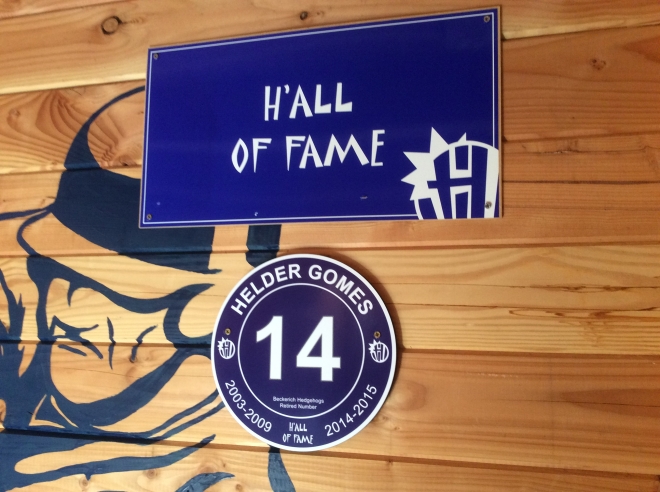 H'ALL
OF FAME
H
HELDER GOMES
14
Beckerich Hedgehogs
Retired Number
2003-2009
H'ALL
OF FAME
2014-2015